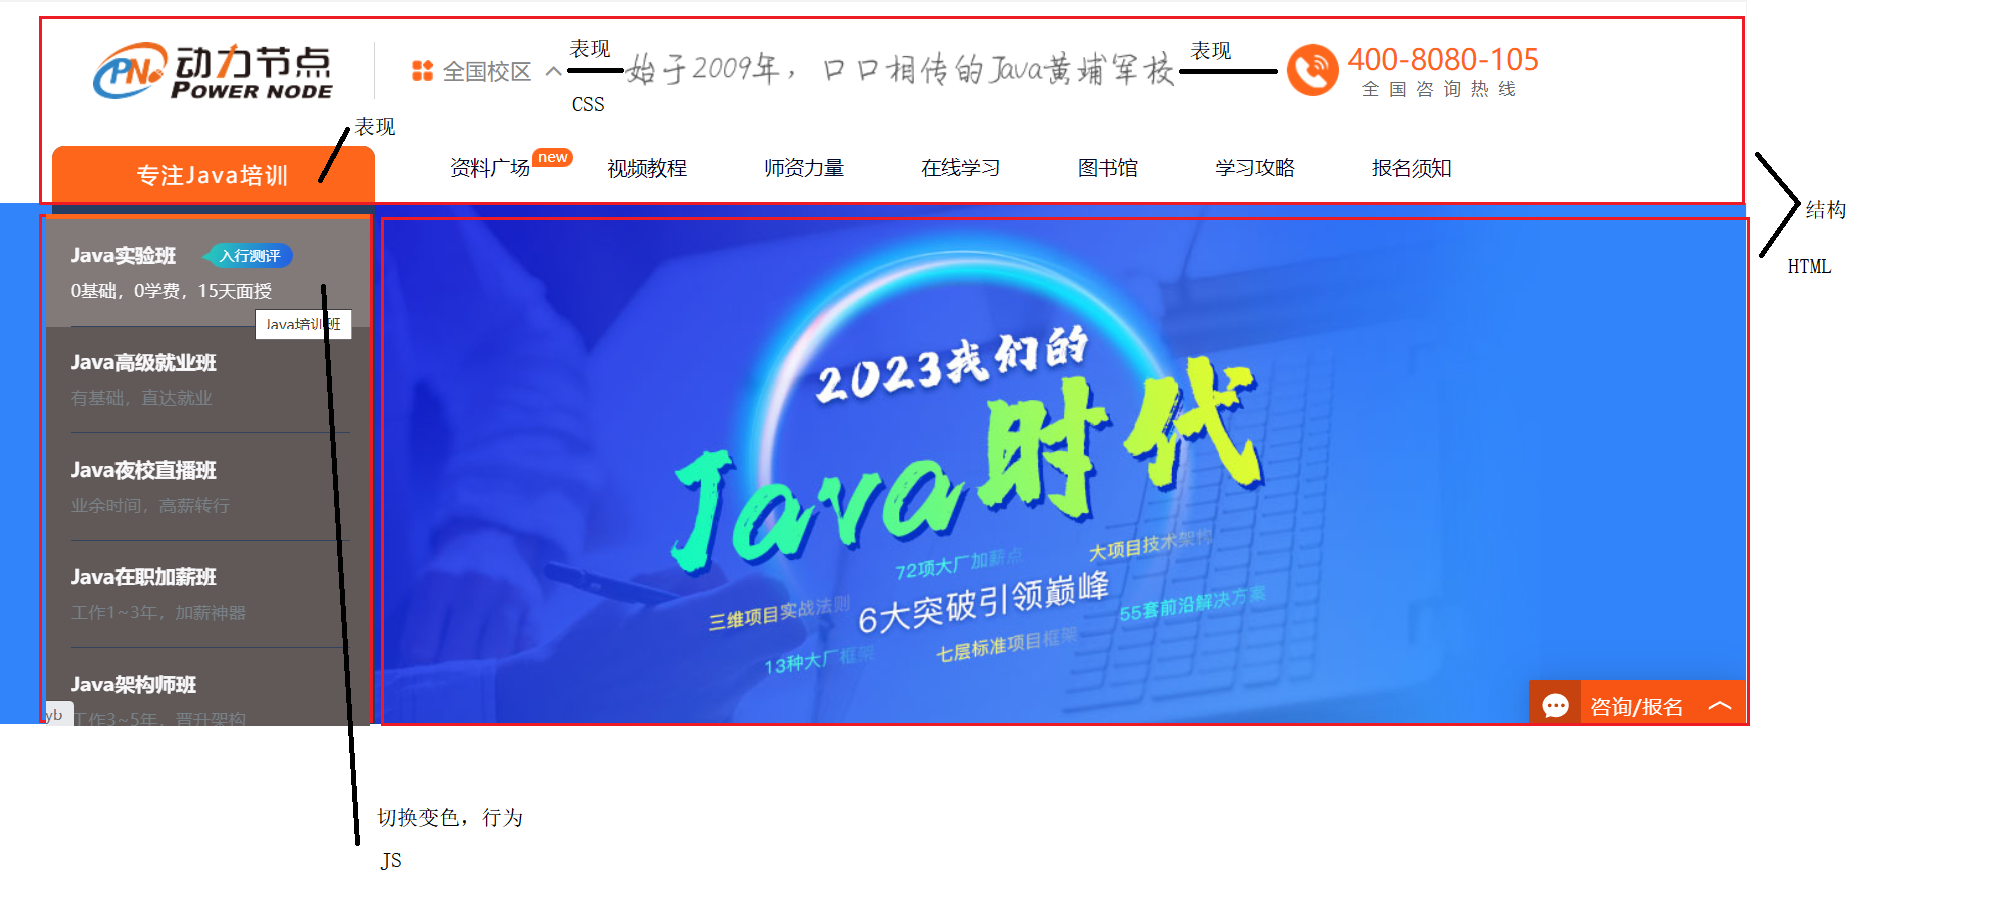 动力节点
POWER NODE
全国校区
表现
CSS
始于2009年，口口相传的Java黄埔军校
表现
400-8080-105
全国咨询热线
表现
专注Java培训
资料广场 new 视频教程 师资力量 在线学习 图书馆 学习攻略 报名须知
结构
HTML
Java实验班 入行测评
0基础，0学费，15天面授
Java培训班
Java高级就业班
有基础，直达就业
Java夜校直播班
业余时间，高薪转行
Java在职加薪班
工作1~3年，加薪神器
Java架构师班
工作3~5年，晋升架构
yb
2023我们的
Java时代
72项大厂加薪点
大项目技术架构
三维项目实战法则
6大突破引领巅峰
55套前沿解决方案
13种大厂框架
七层标准项目框架
咨询/报名
切换变色，行为
JS